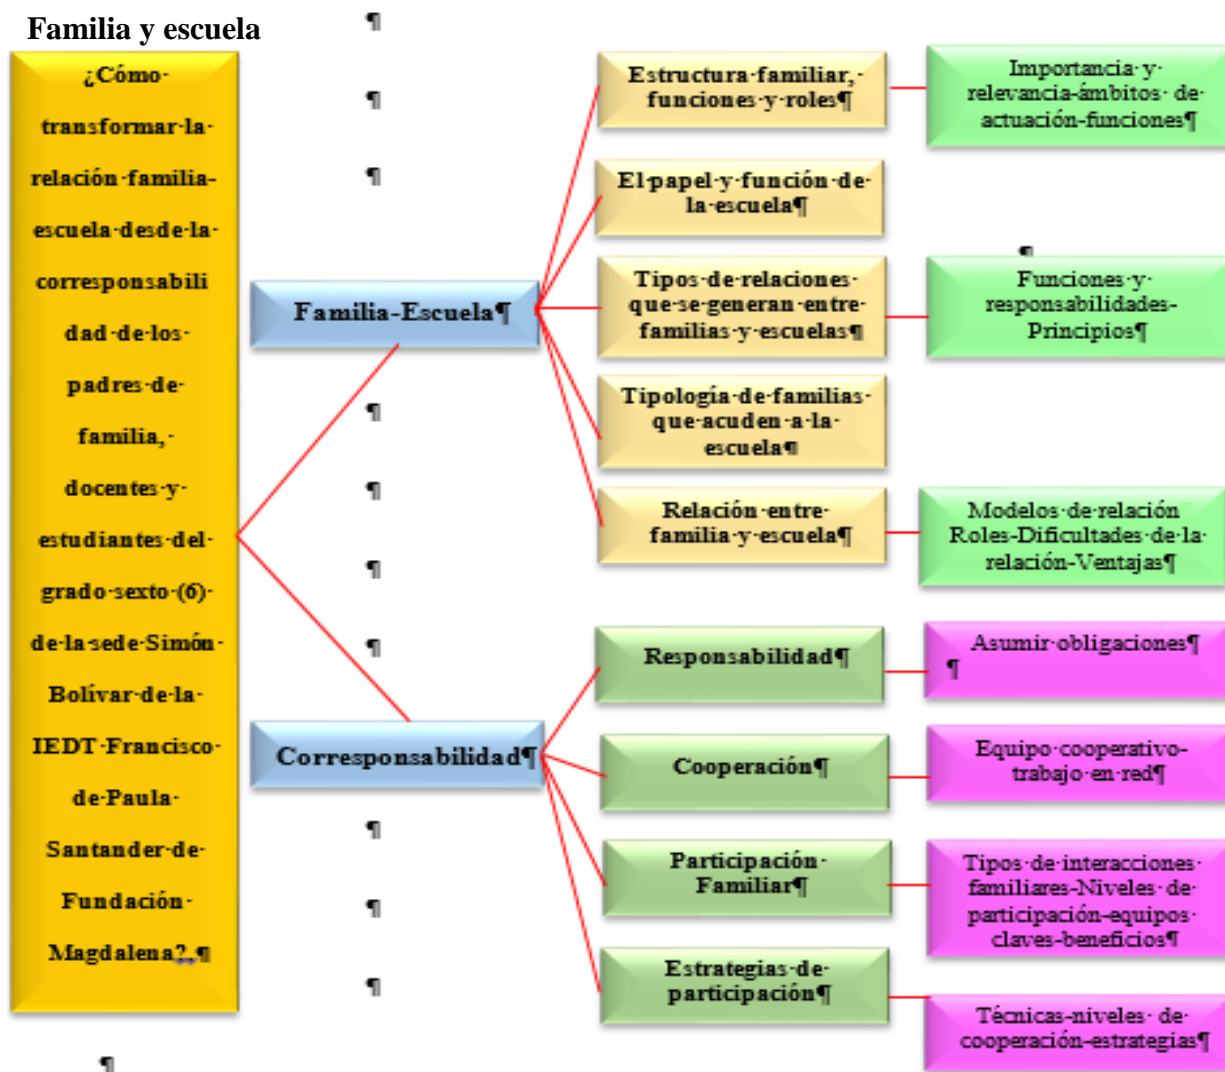 Familia y escuela
¿Cómo·
transformar·la·
relación·familia-
escuela·desde·la·
corresponsabili
dad·de·los·
padres·de·
familia,·
docentes·y·
estudiantes·del·
grado·sexto·(6)·
de·la·sede·Simón·
Bolívar·de·la·
IEDT·Francisco·
de·Paula·
Santander·de·
Fundación·
Magdalena?.¶
Familia-Escuela¶
Estructura·familiar,·
funciones·y·roles¶
Importancia·y·
relevancia-ámbitos·de·
actuación-funciones¶
El·papel·y·función·de·
la·escuela¶
Tipos·de·relaciones·
que·se·generan·entre·
familias·y·escuelas¶
Funciones·y·
responsabilidades-
Principios¶
Tipología·de·familias·
que·acuden·a·la·
escuela¶
Relación·entre·
familia·y·escuela¶
Modelos·de·relación
Roles-Dificultades·de·la·
relación-Ventajas¶
Corresponsabilidad¶
Responsabilidad¶
Asumir·obligaciones¶
¶
Cooperación¶
Equipo·cooperativo-
trabajo·en·red¶
Participación·
Familiar¶
Tipos·de·interacciones·
familiares-Niveles·de·
participación-equipos·
claves-beneficios¶
Estrategias·de·
participación¶
Técnicas-niveles·de·
cooperación-estrategias¶